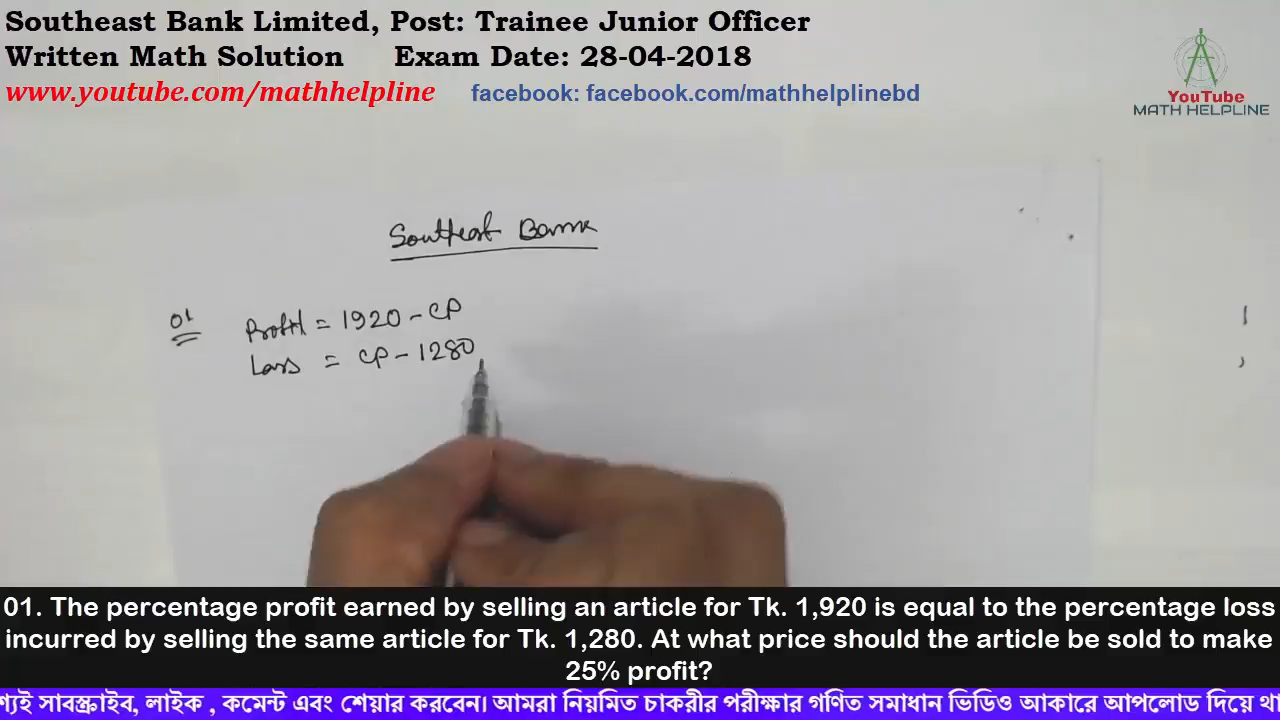 Southeast Bank Limited, Post: Trainee Junior Officer
Written Math Solution Exam Date: 28-04-2018
www.youtube.com/mathhelpline facebook: facebook.com/mathhelplinebd
YouTube
MATH HELPLINE
Southeast Bank
01
Profit = 1920 - CP
Loss = CP - 1280
01. The percentage profit earned by selling an article for Tk. 1,920 is equal to the percentage loss
incurred by selling the same article for Tk. 1,280. At what price should the article be sold to make
25% profit?
সাবস্ক্রাইব, লাইক , কমেন্ট এবং শেয়ার করবেন। আমরা নিয়মিত চাকরীর পরীক্ষার গণিত সমাধান ভিডিও আকারে আপলোড দিয়ে